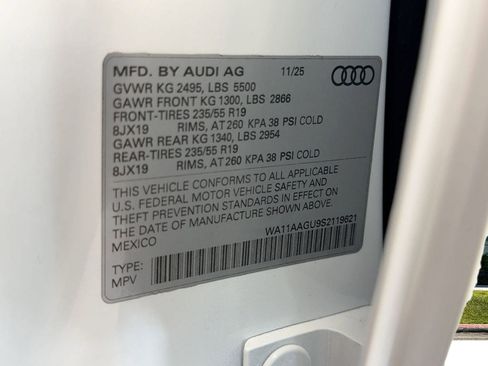 MFD. BY AUDI AG 11/25
GVWR KG 2495, LBS 5500
GAWR FRONT KG 1300, LBS 2866
FRONT-TIRES 235/55 R19
8JX19 RIMS, AT 260 KPA 38 PSI COLD
GAWR REAR KG 1340, LBS 2954
REAR-TIRES 235/55 R19
8JX19 RIMS, AT 260 KPA 38 PSI COLD
THIS VEHICLE CONFORMS TO ALL APPLICABLE
U.S. FEDERAL MOTOR VEHICLE SAFETY AND
THEFT PREVENTION STANDARDS IN EFFECT ON
THE DATE OF MANUFACTURE SHOWN ABOVE.
MEXICO
WA11AAGU9S2119621
TYPE:
MPV